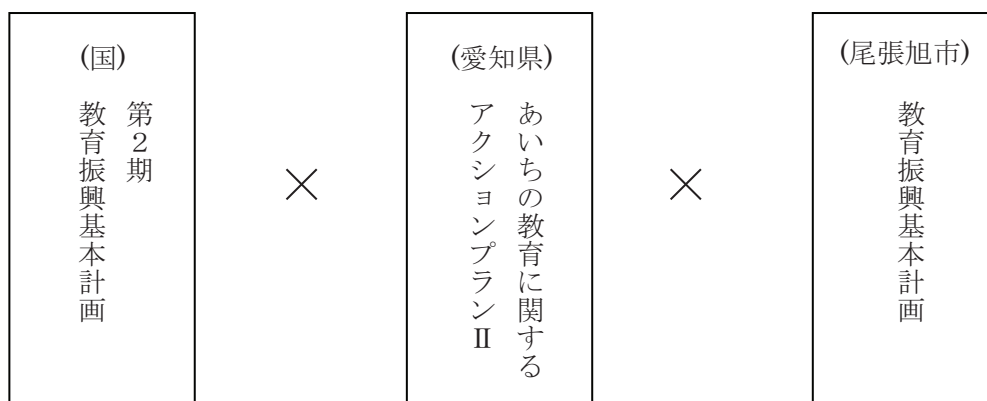 (国)
第２期
教育振興基本計画
×
(愛知県)
あいちの教育に関する
アクションプランⅡ
×
(尾張旭市)
教育振興基本計画